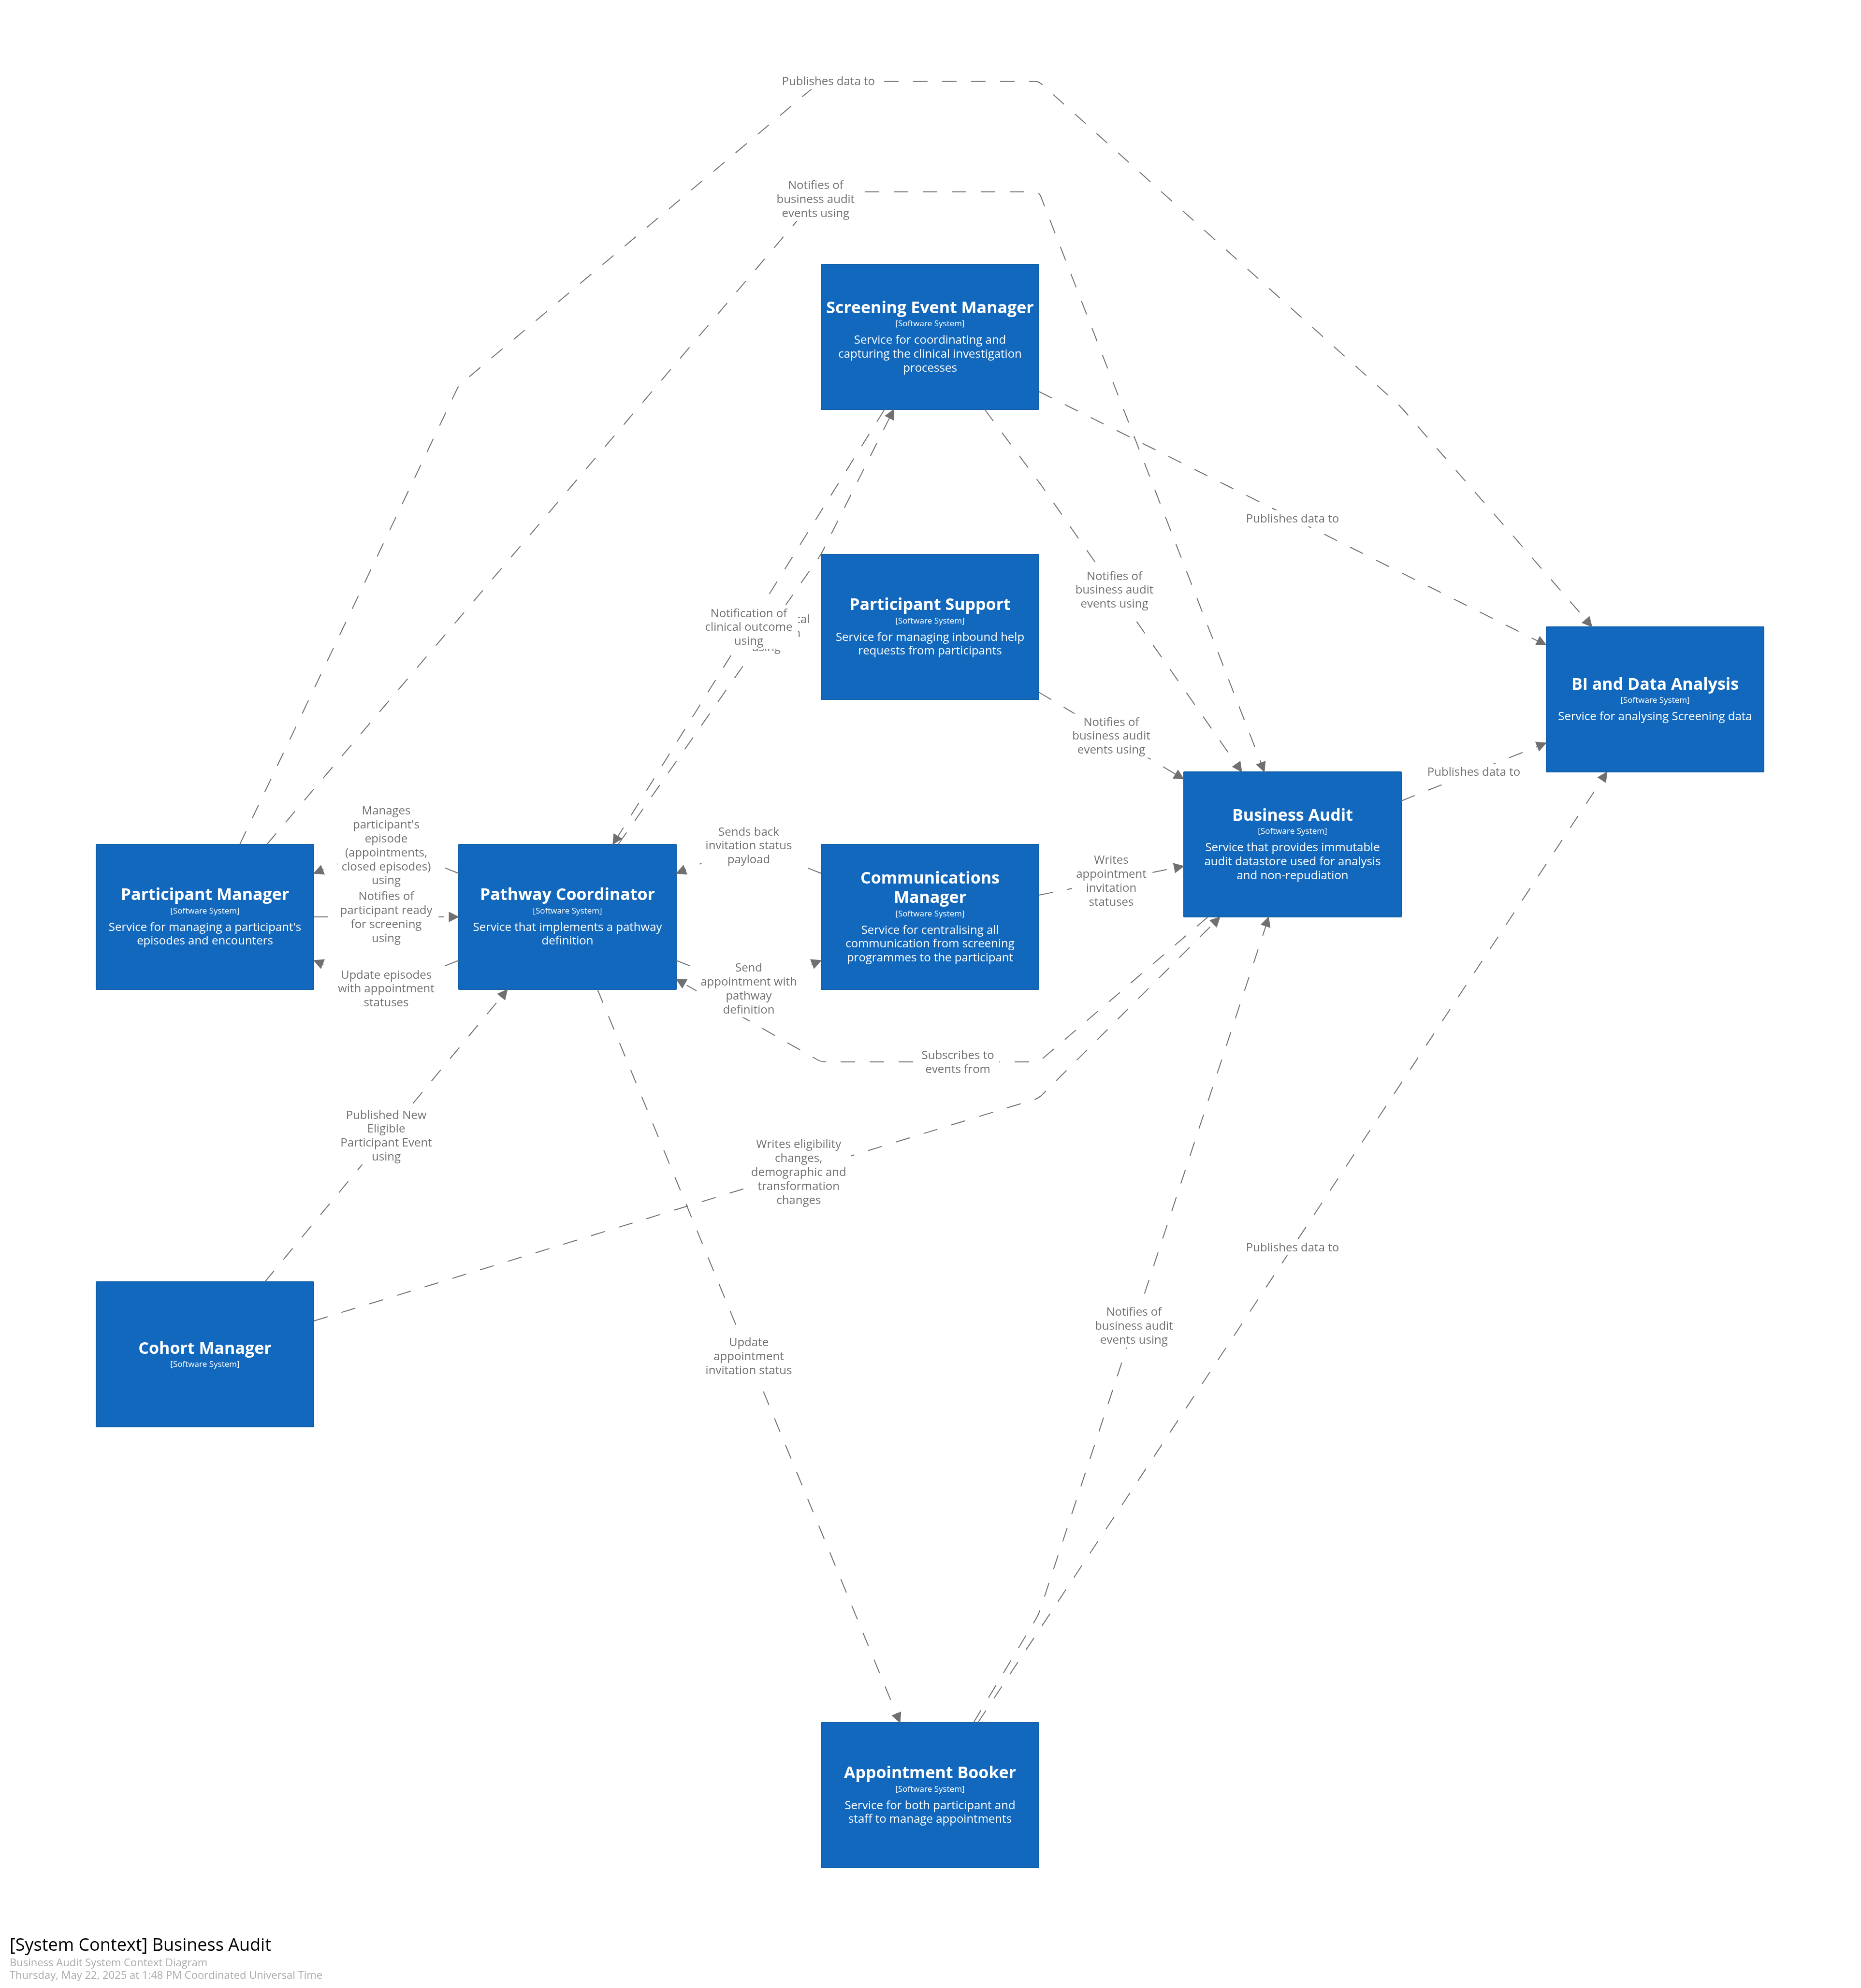 Publishes data to
Notifies of
business audit
events using
Screening Event Manager
[Software System]
Service for coordinating and
capturing the clinical investigation
processes
Publishes data to
Notifies of
business audit
events using
Participant Support
[Software System]
Service for managing inbound help
requests from participants
Notification of
clinical outcome
using
using
BI and Data Analysis
[Software System]
Service for analysing Screening data
Notifies of
business audit
events using
Publishes data to
Business Audit
[Software System]
Service that provides immutable
audit datastore used for analysis
and non-repudiation
Manages
participant's
episode
(appointments,
closed episodes)
using
Notifies of
participant ready
for screening
using
Update episodes
with appointment
statuses
Participant Manager
[Software System]
Service for managing a participant's
episodes and encounters
Pathway Coordinator
[Software System]
Service that implements a pathway
definition
Sends back
invitation status
payload
Send
appointment with
pathway
definition
Communications
Manager
[Software System]
Service for centralising all
communication from screening
programmes to the participant
Writes
appointment
invitation
statuses
Subscribes to
events from
Published New
Eligible
Participant Event
using
Writes eligibility
changes,
demographic and
transformation
changes
Publishes data to
Notifies of
business audit
events using
Cohort Manager
[Software System]
Update
appointment
invitation status
Appointment Booker
[Software System]
Service for both participant and
staff to manage appointments
[System Context] Business Audit
Business Audit System Context Diagram
Thursday, May 22, 2025 at 1:48 PM Coordinated Universal Time